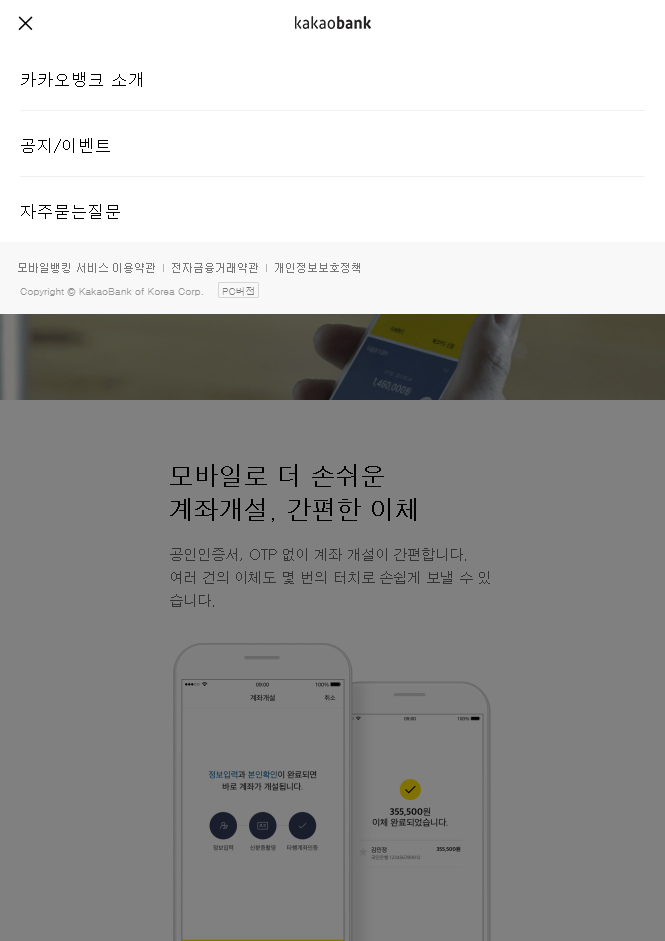 kakaobank
카카오뱅크 소개
공지/이벤트
자주묻는질문
모바일뱅킹 서비스 이용약관 | 전자금융거래약관 | 개인정보보호정책
Copyright © KakaoBank of Korea Corp. PC버전
1,460,000원
모바일로 더 손쉬운
계좌개설, 간편한 이체
공인인증서, OTP 없이 계좌 개설이 간편합니다.
여러 건의 이체도 몇 번의 터치로 손쉽게 보낼 수 있
습니다.
09:00 100%
계좌개설 취소
정보입력과 본인확인이 완료되면
바로 계좌가 개설됩니다.
정보입력 신분증촬영 타행계좌인증
09:00 100%
355,500원
이체 완료되었습니다.
김민정 355,500원